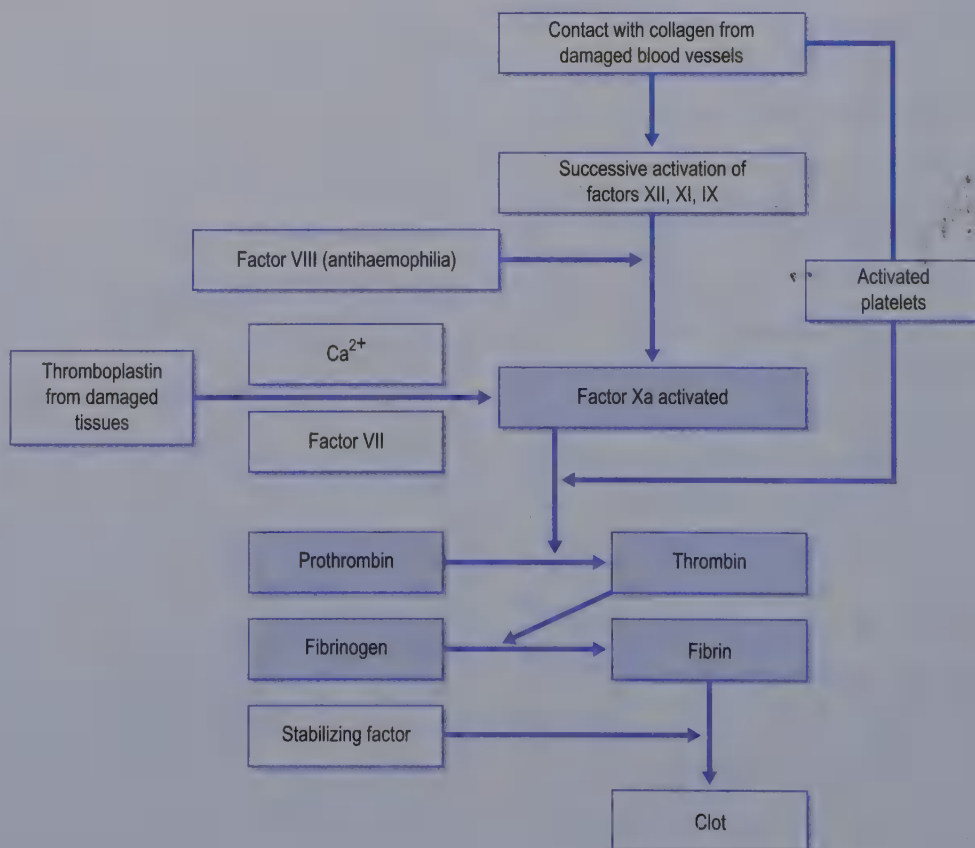 Contact with collagen from
damaged blood vessels
Successive activation of
factors XII, XI, IX
Factor VIII (antihaemophilia)
Activated
platelets
Ca²⁺
Thromboplastin
from damaged
tissues
Factor Xa activated
Factor VII
Prothrombin
Thrombin
Fibrinogen
Fibrin
Stabilizing factor
Clot